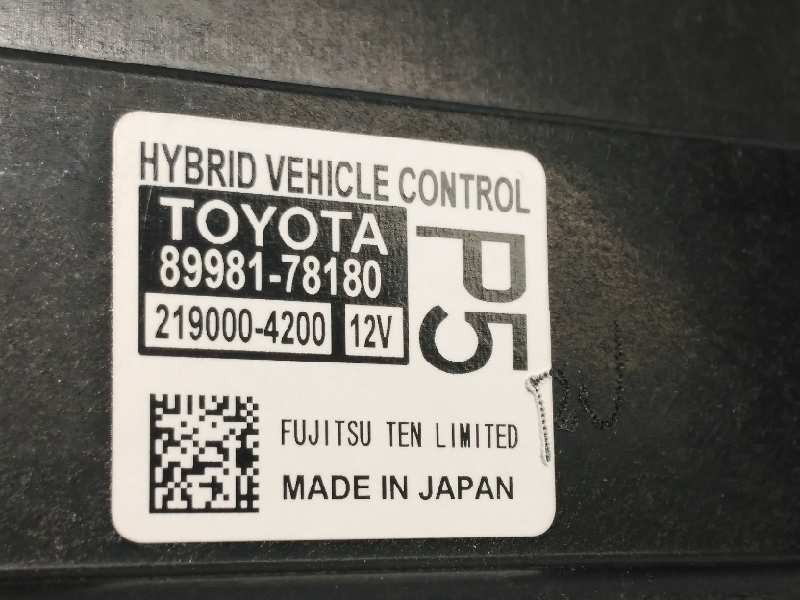 HYBRID VEHICLE CONTROL
TOYOTA
89981-78180
219000-4200 12V
P5
FUJITSU TEN LIMITED
MADE IN JAPAN